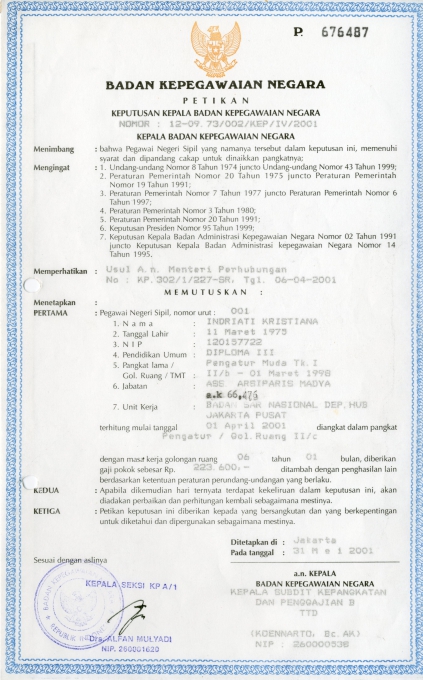 P. 676487
BADAN KEPEGAWAIAN NEGARA
PETIKAN
KEPUTUSAN KEPALA BADAN KEPEGAWAIAN NEGARA
NOMOR : 12-09.73/002/KEP/IV/2001
KEPALA BADAN KEPEGAWAIAN NEGARA
Menimbang : bahwa Pegawai Negeri Sipil yang namanya tersebut dalam keputusan ini, memenuhi
syarat dan dipandang cakap untuk dinaikkan pangkatnya;
Mengingat : 1. Undang-undang Nomor 8 Tahun 1974 juncto Undang-undang Nomor 43 Tahun 1999;
2. Peraturan Pemerintah Nomor 20 Tahun 1975 juncto Peraturan Pemerintah
Nomor 19 Tahun 1991;
3. Peraturan Pemerintah Nomor 7 Tahun 1977 juncto Peraturan Pemerintah Nomor 6
Tahun 1997;
4. Peraturan Pemerintah Nomor 3 Tahun 1980;
5. Peraturan Pemerintah Nomor 20 Tahun 1991;
6. Keputusan Presiden Nomor 95 Tahun 1999;
7. Keputusan Kepala Badan Administrasi Kepegawaian Negara Nomor 02 Tahun 1991
juncto Keputusan Kepala Badan Administrasi kepegawaian Negara Nomor 14
Tahun 1995.
Memperhatikan : Usul A.n. Menteri Perhubungan
No : KP.302/1/227-SR, Tgl. 06-04-2001
MEMUTUSKAN :
Menetapkan :
PERTAMA : Pegawai Negeri Sipil, nomor urut : 001
1. Nama : INDRIATI KRISTIANA
2. Tanggal Lahir : 11 Maret 1975
3. NIP : 120157722
4. Pendidikan Umum : DIPLOMA III
5. Pangkat lama / : Pengatur Muda Tk.I
Gol. Ruang / TMT : II/b - 01 Maret 1998
6. Jabatan : ASS. ARSIPARIS MADYA
a.k 66,476
7. Unit Kerja : BADAN SAR NASIONAL DEP.HUB
JAKARTA PUSAT
terhitung mulai tanggal 01 April 2001 diangkat dalam pangkat
Pengatur / Gol.Ruang II/c
dengan masa kerja golongan ruang 06 tahun 01 bulan, diberikan
gaji pokok sebesar Rp. 223.600.- ditambah dengan penghasilan lain
berdasarkan ketentuan peraturan perundang-undangan yang berlaku.
KEDUA : Apabila dikemudian hari ternyata terdapat kekeliruan dalam keputusan ini, akan
diadakan perbaikan dan perhitungan kembali sebagaimana mestinya.
KETIGA : Petikan keputusan ini diberikan kepada yang bersangkutan dan yang berkepentingan
untuk diketahui dan dipergunakan sebagaimana mestinya.
Ditetapkan di : Jakarta
Pada tanggal : 31 Mei 2001
Sesuai dengan aslinya
a.n. KEPALA
BADAN KEPEGAWAIAN NEGARA
KEPALA SEKSI KP A/1
KEPALA SUBDIT KEPANGKATAN
DAN PENGGAJIAN B
TTD
Drs. ALFAN MULYADI
NIP. 260001620
(KOENNARTO, Bc.AK)
NIP : 260000538